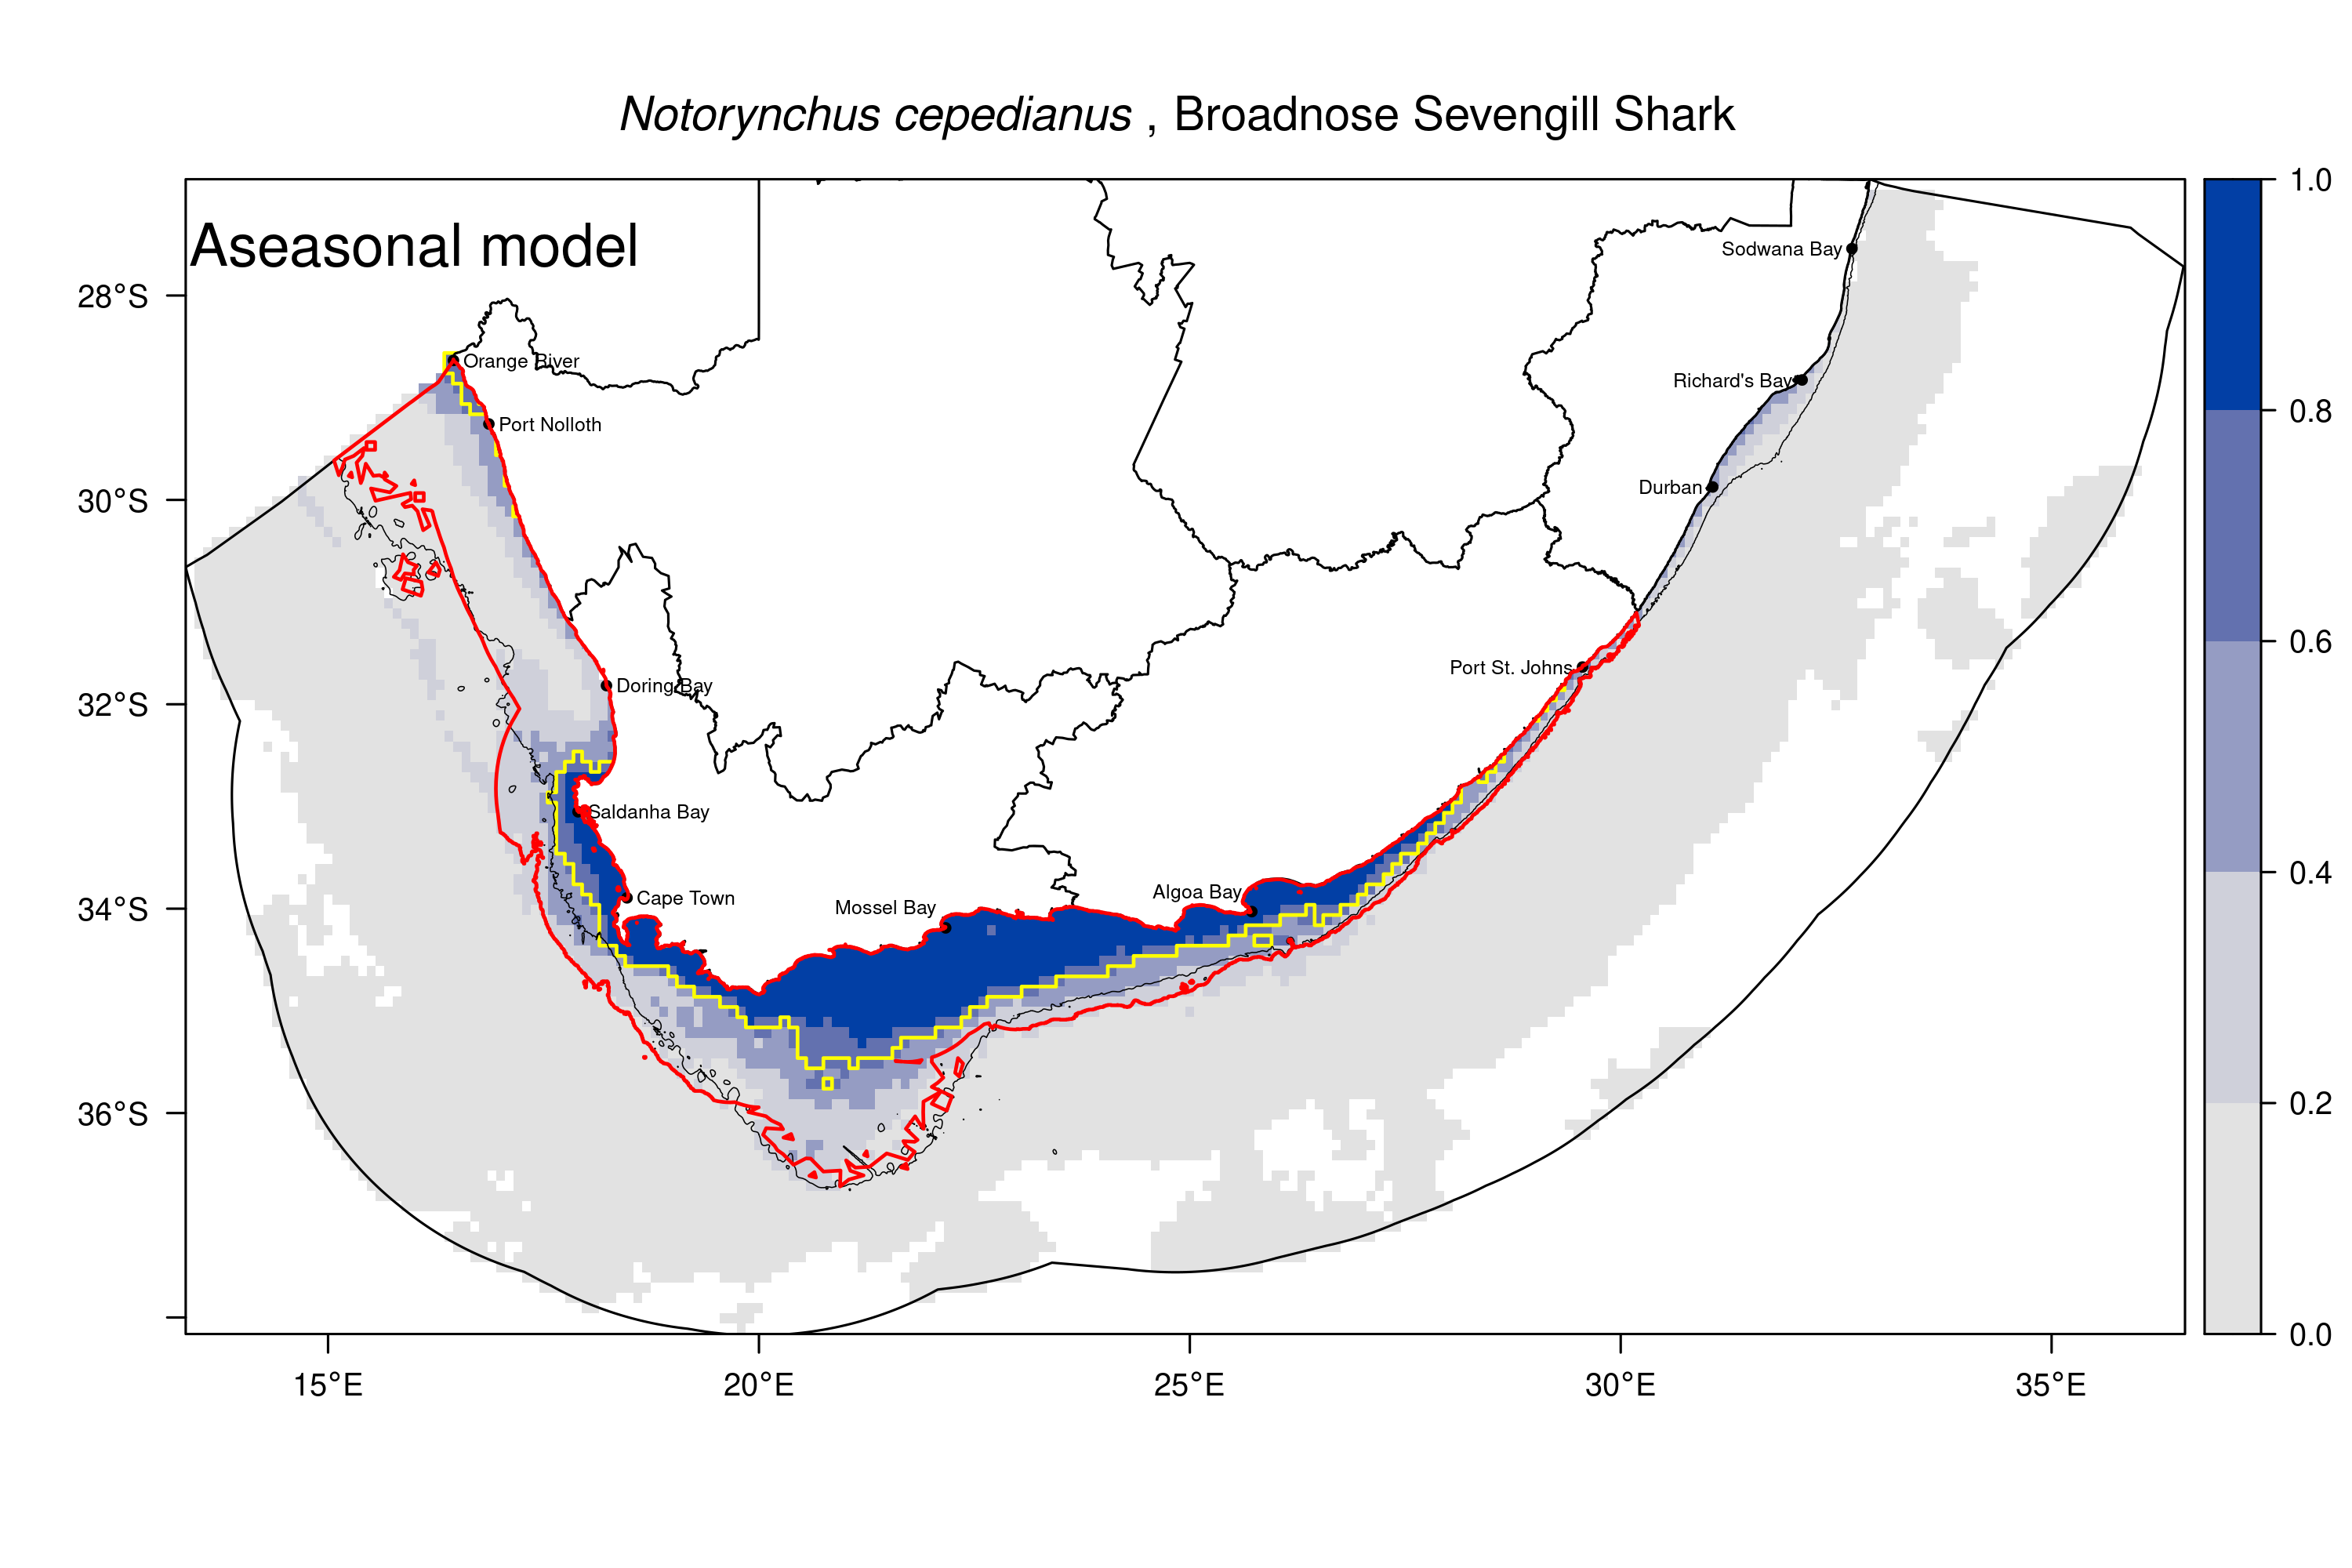 Notorynchus cepedianus , Broadnose Sevengill Shark
Aseasonal model
1.0
0.8
0.6
0.4
0.2
0.0
28°S
30°S
32°S
34°S
36°S
Sodwana Bay
Orange River
Richard's Bay
Port Nolloth
Durban
Port St. Johns
Doring Bay
Saldanha Bay
Cape Town
Algoa Bay
Mossel Bay
15°E
20°E
25°E
30°E
35°E